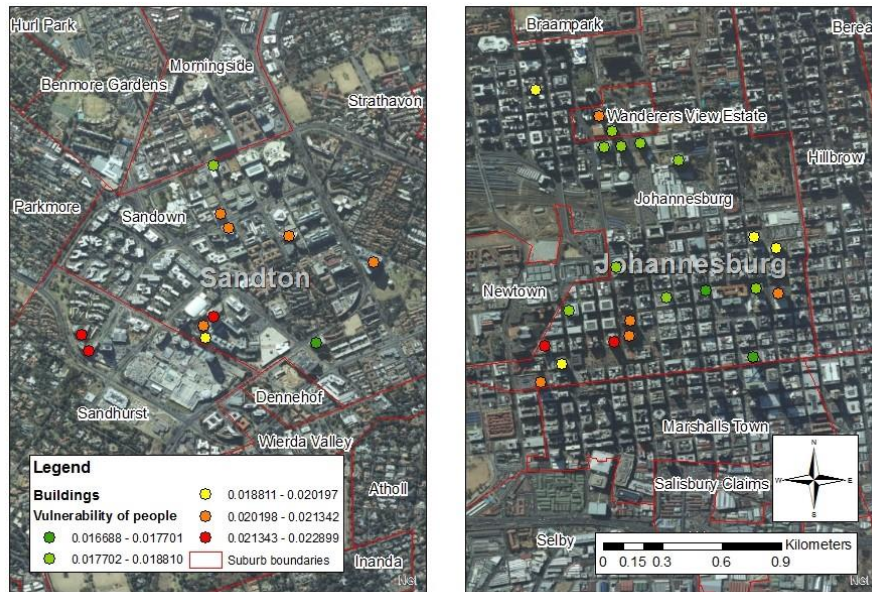 Hurl Park
Morningside
Benmore Gardens
Strathavon
Parkmore
Sandown
Sandton
Dennehof
Sandhurst
Wierda Valley
Atholl
Inanda
Legend
Buildings
Vulnerability of people
0.016688 - 0.017701
0.017702 - 0.018810
0.018811 - 0.020197
0.020198 - 0.021342
0.021343 - 0.022899
Suburb boundaries
Braampark
Berea
Wanderers View Estate
Hillbrow
Johannesburg
Johannesburg
Newtown
Marshalls Town
Salisbury Claims
Selby
N
W E
S
Kilometers
0 0.15 0.3 0.6 0.9